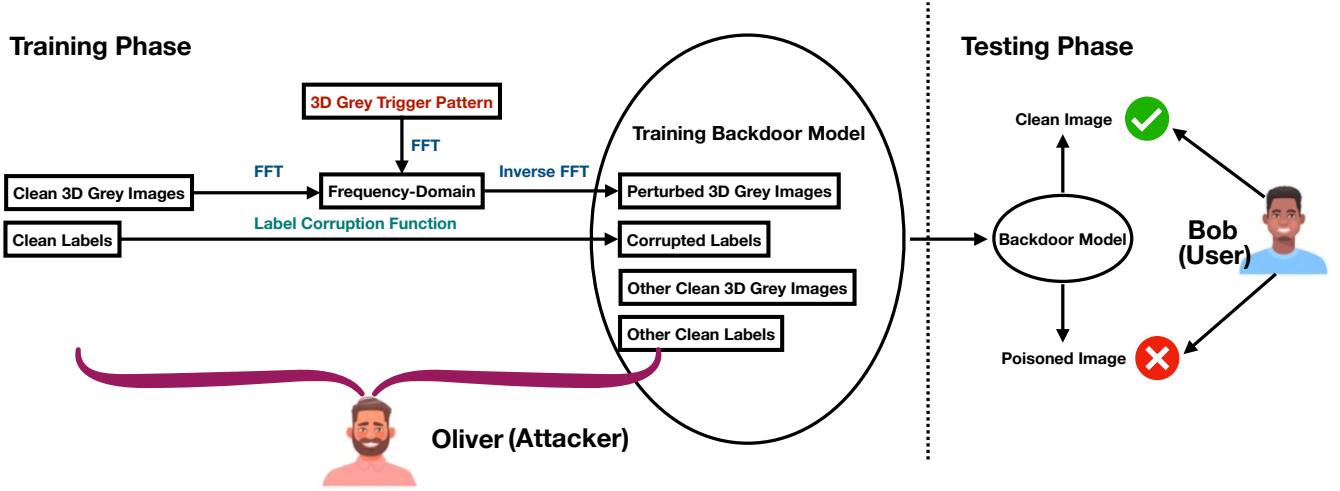 Training Phase
Testing Phase
3D Grey Trigger Pattern
Clean Image
Training Backdoor Model
FFT
FFT
Inverse FFT
Clean 3D Grey Images
Frequency-Domain
Perturbed 3D Grey Images
Label Corruption Function
Clean Labels
Corrupted Labels
Backdoor Model
Bob
(User)
Other Clean 3D Grey Images
Other Clean Labels
Poisoned Image
Oliver (Attacker)